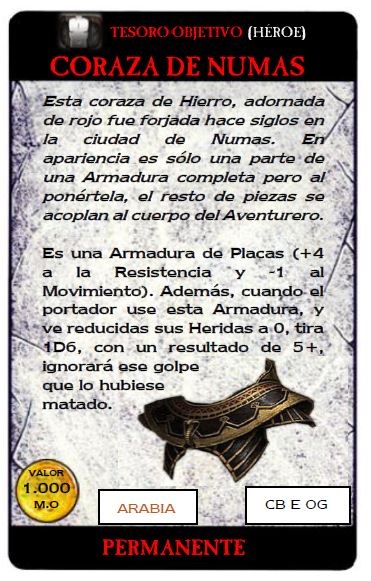 TESORO OBJETIVO (HÉROE)
CORAZA DE NUMAS
Esta coraza de Hierro, adornada
de rojo fue forjada hace siglos en
la ciudad de Numas. En
apariencia es sólo una parte de
una Armadura completa pero al
ponértela, el resto de piezas se
acoplan al cuerpo del Aventurero.
Es una Armadura de Placas (+4
a la Resistencia y -1 al
Movimiento). Además, cuando el
portador use esta Armadura, y
ve reducidas sus Heridas a 0, tira
1D6, con un resultado de 5+,
ignorará ese golpe
que lo hubiese
matado.
VALOR
1.000
M.O
ARABIA
CB E OG
PERMANENTE